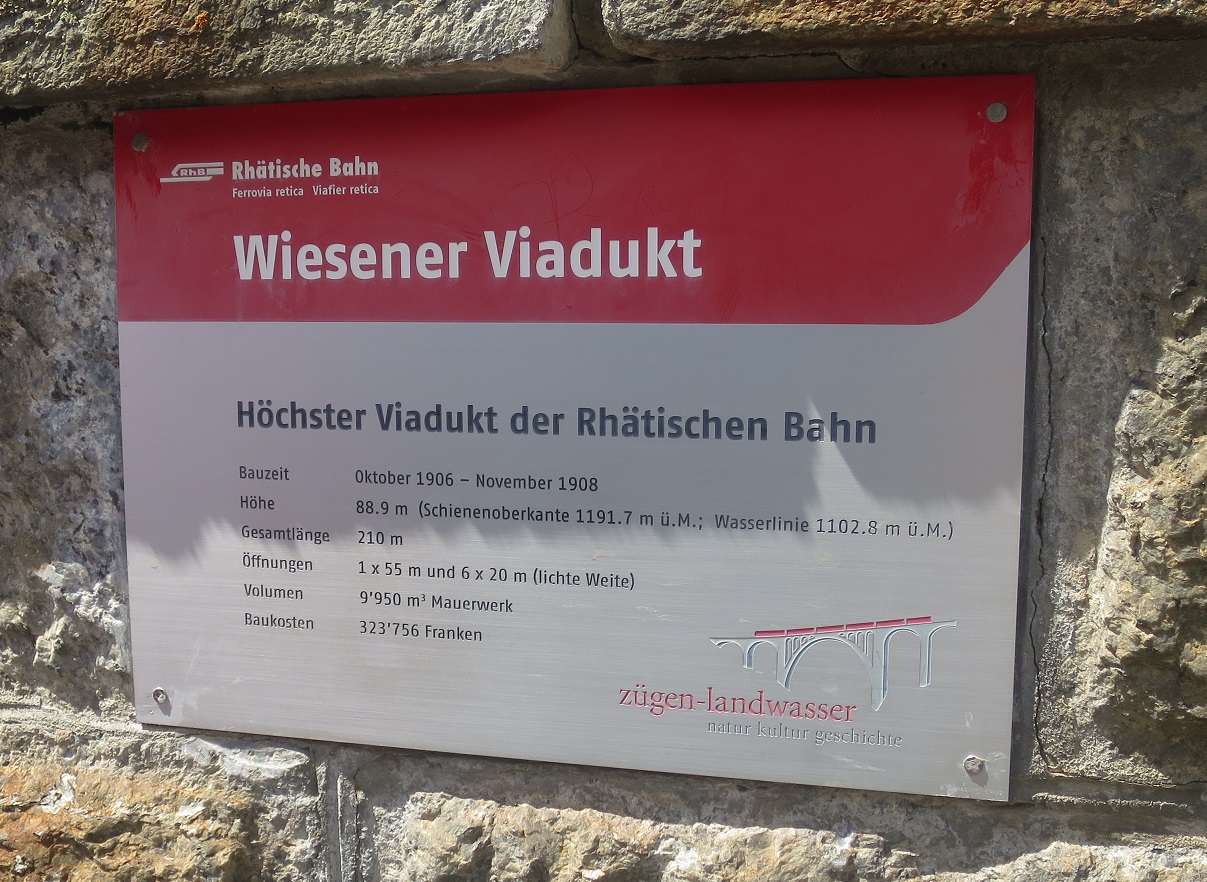 RhB Rhätische Bahn
Ferrovia retica Viafier retica
Wiesener Viadukt
Höchster Viadukt der Rhätischen Bahn
Bauzeit Oktober 1906 – November 1908
Höhe 88.9 m (Schienenoberkante 1191.7 m ü.M.; Wasserlinie 1102.8 m ü.M.)
Gesamtlänge 210 m
Öffnungen 1 x 55 m und 6 x 20 m (lichte Weite)
Volumen 9’950 m³ Mauerwerk
Baukosten 323’756 Franken
zügen-landwasser
natur kultur geschichte